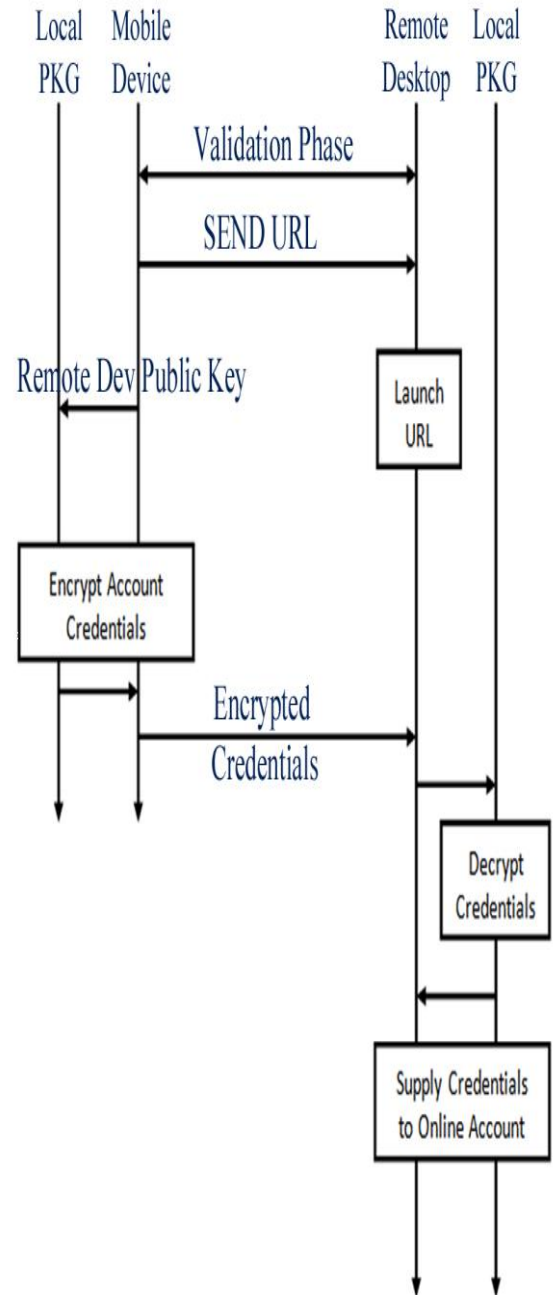 Local Mobile Remote Local
PKG Device Desktop PKG
Validation Phase
SEND URL
Remote Dev Public Key
Launch
URL
Encrypt Account
Credentials
Encrypted
Credentials
Decrypt
Credentials
Supply Credentials
to Online Account